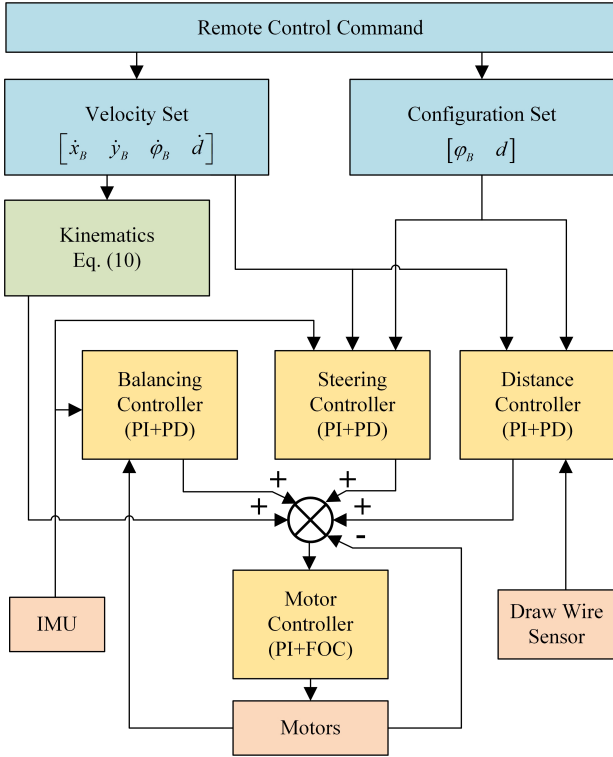 Remote Control Command
Velocity Set
[ẋ_B ẏ_B φ̇_B ḋ]
Configuration Set
[φ_B d]
Kinematics
Eq. (10)
Balancing
Controller
(PI+PD)
Steering
Controller
(PI+PD)
Distance
Controller
(PI+PD)
+
+
+
+
-
IMU
Motor
Controller
(PI+FOC)
Draw Wire
Sensor
Motors